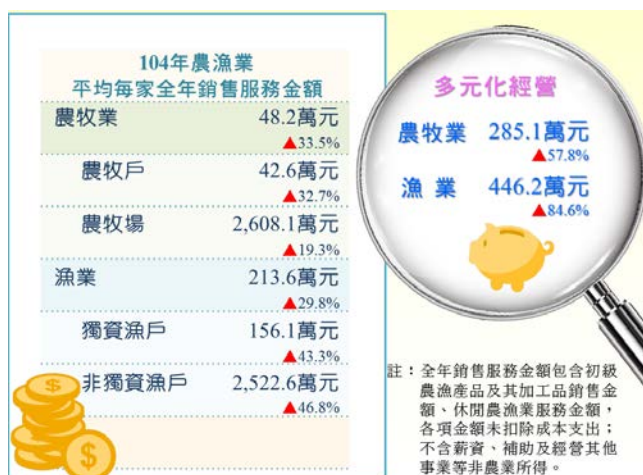 104年農漁業
平均每家全年銷售服務金額
農牧業 48.2萬元
▲33.5%
農牧戶 42.6萬元
▲32.7%
農牧場 2,608.1萬元
▲19.3%
漁業 213.6萬元
▲29.8%
獨資漁戶 156.1萬元
▲43.3%
非獨資漁戶 2,522.6萬元
▲46.8%
多元化經營
農牧業 285.1萬元
▲57.8%
漁業 446.2萬元
▲84.6%
註：全年銷售服務金額包含初級
農漁產品及其加工品銷售金
額、休閒農漁業服務金額，
各項金額未扣除成本支出；
不含薪資、補助及經營其他
事業等非農業所得。